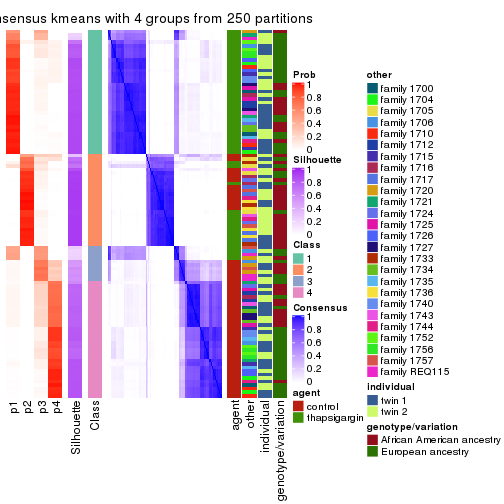 nsensus kmeans with 4 groups from 250 partitions
p1
p2
p3
p4
Silhouette
Class
agent
other
individual
genotype/variation
Prob
1
0.8
0.6
0.4
0.2
0
Silhouette
1
0.8
0.6
0.4
0.2
0
Class
1
2
3
4
Consensus
1
0.8
0.6
0.4
0.2
0
agent
control
thapsigargin
other
family 1700
family 1704
family 1705
family 1706
family 1710
family 1712
family 1715
family 1716
family 1717
family 1720
family 1721
family 1724
family 1725
family 1726
family 1727
family 1733
family 1734
family 1735
family 1736
family 1740
family 1743
family 1744
family 1752
family 1756
family 1757
family REQ115
individual
twin 1
twin 2
genotype/variation
African American ancestry
European ancestry